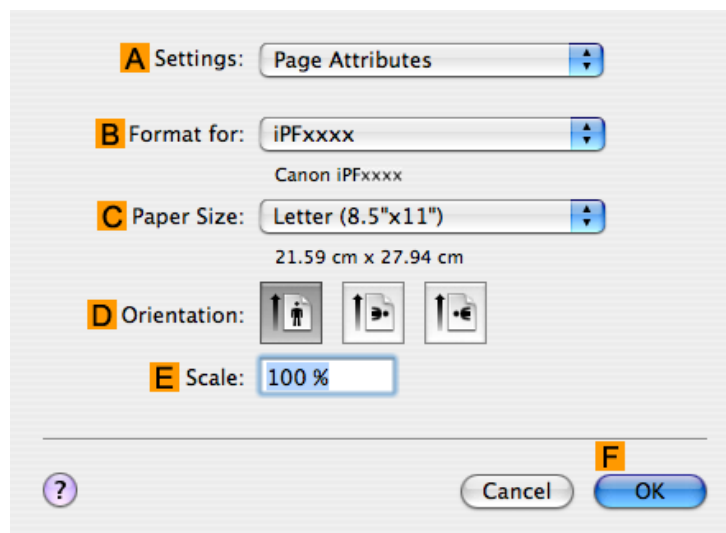 A Settings: Page Attributes
B Format for: iPFxxxx
Canon iPFxxxx
C Paper Size: Letter (8.5"x11")
21.59 cm x 27.94 cm
D Orientation:
E Scale: 100 %
F
? Cancel OK